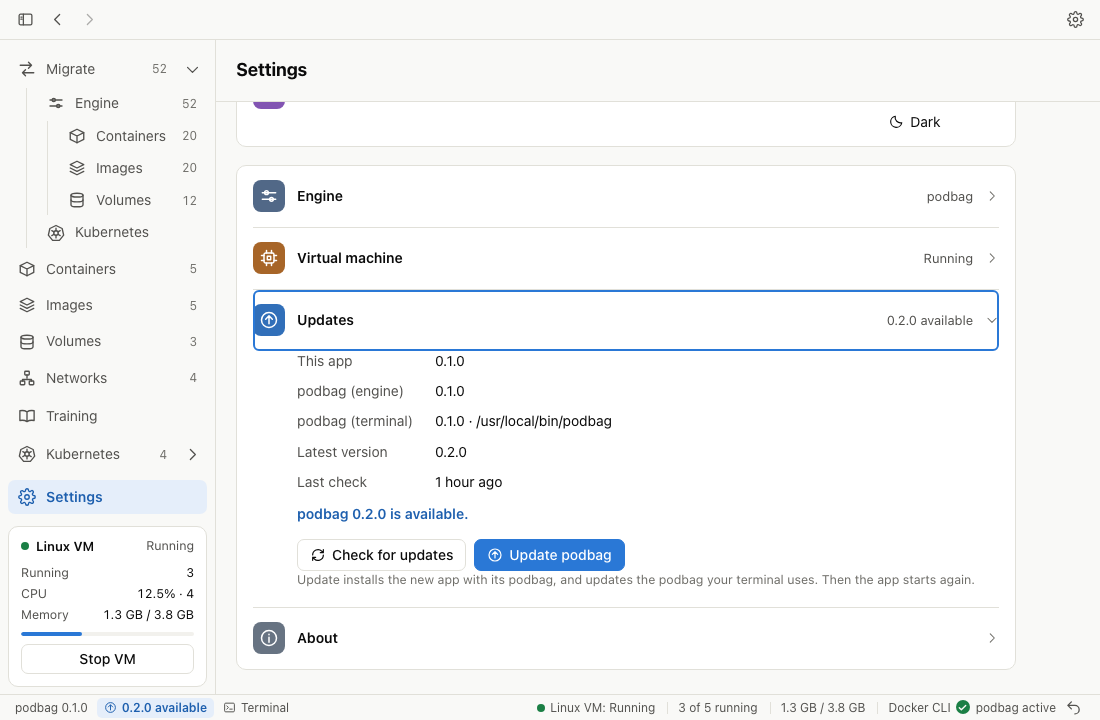 Migrate 52
Engine 52
Containers 20
Images 20
Volumes 12
Kubernetes
Containers 5
Images 5
Volumes 3
Networks 4
Training
Kubernetes 4
Settings
Linux VM Running
Running 3
CPU 12.5% · 4
Memory 1.3 GB / 3.8 GB
Stop VM
Settings
Dark
Engine podbag
Virtual machine Running
Updates 0.2.0 available
This app 0.1.0
podbag (engine) 0.1.0
podbag (terminal) 0.1.0 · /usr/local/bin/podbag
Latest version 0.2.0
Last check 1 hour ago
podbag 0.2.0 is available.
Check for updates Update podbag
Update installs the new app with its podbag, and updates the podbag your terminal uses. Then the app starts again.
About
podbag 0.1.0 0.2.0 available Terminal Linux VM: Running 3 of 5 running 1.3 GB / 3.8 GB Docker CLI podbag active